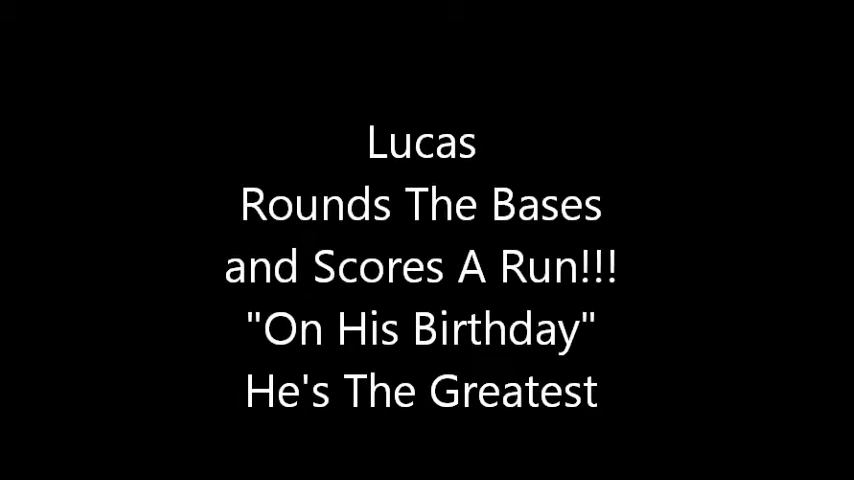 Lucas
Rounds The Bases
and Scores A Run!!!
"On His Birthday"
He's The Greatest